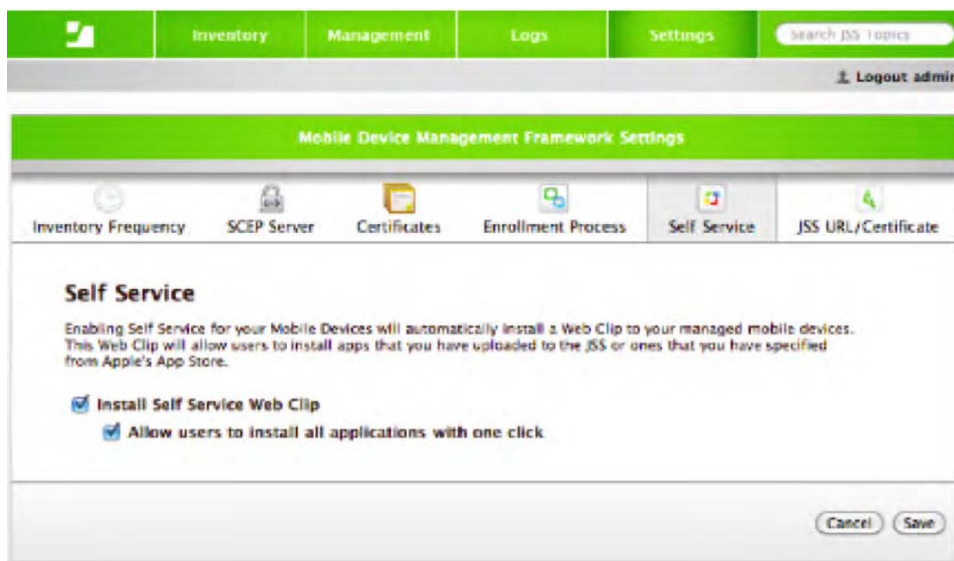 Inventory Management Logs Settings Search JSS Topics
Logout admin
Mobile Device Management Framework Settings
Inventory Frequency SCEP Server Certificates Enrollment Process Self Service JSS URL/Certificate
Self Service
Enabling Self Service for your Mobile Devices will automatically install a Web Clip to your managed mobile devices.
This Web Clip will allow users to install apps that you have uploaded to the JSS or ones that you have specified
from Apple's App Store.
Install Self Service Web Clip
Allow users to install all applications with one click
Cancel Save